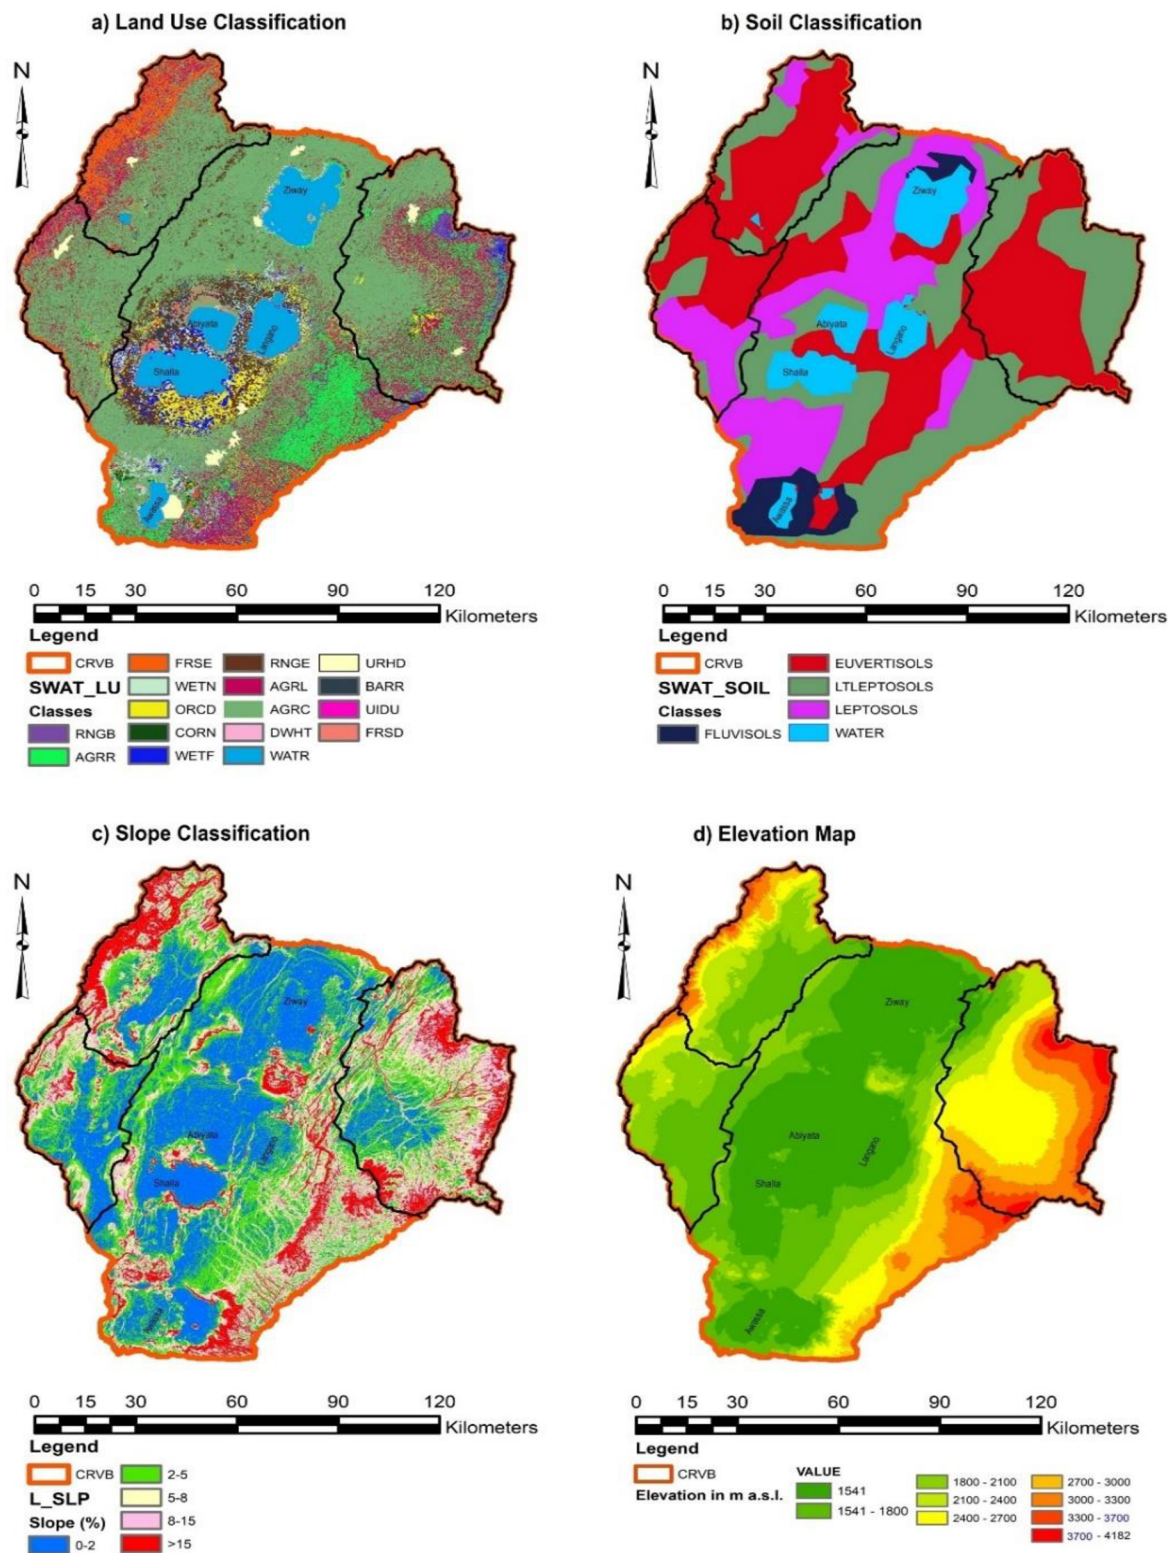 a) Land Use Classification
N
Ziway
Abiyata
Langano
Shalla
Awassa
0 15 30 60 90 120
Kilometers
Legend
CRVB
SWAT_LU
Classes
RNGB
AGRR
FRSE
WETN
ORCD
CORN
WETF
RNGE
AGRL
AGRC
DWHT
WATR
URHD
BARR
UIDU
FRSD
b) Soil Classification
N
Ziway
Abiyata
Langano
Shalla
Awassa
0 15 30 60 90 120
Kilometers
Legend
CRVB
SWAT_SOIL
Classes
FLUVISOLS
EUVERTISOLS
LTLEPTOSOLS
LEPTOSOLS
WATER
c) Slope Classification
N
Ziway
Abiyata
Langano
Shalla
Awassa
0 15 30 60 90 120
Kilometers
Legend
CRVB
L_SLP
Slope (%)
0-2
2-5
5-8
8-15
>15
d) Elevation Map
N
Ziway
Abiyata
Langano
Shalla
Awassa
0 15 30 60 90 120
Kilometers
Legend
CRVB
Elevation in m a.s.l.
VALUE
1541
1541 - 1800
1800 - 2100
2100 - 2400
2400 - 2700
2700 - 3000
3000 - 3300
3300 - 3700
3700 - 4182